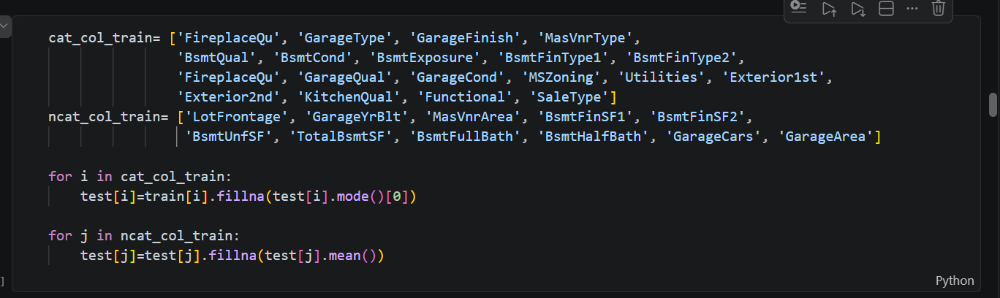 cat_col_train= ['FireplaceQu', 'GarageType', 'GarageFinish', 'MasVnrType',
'BsmtQual', 'BsmtCond', 'BsmtExposure', 'BsmtFinType1', 'BsmtFinType2',
'FireplaceQu', 'GarageQual', 'GarageCond', 'MSZoning', 'Utilities', 'Exterior1st',
'Exterior2nd', 'KitchenQual', 'Functional', 'SaleType']
ncat_col_train= ['LotFrontage', 'GarageYrBlt', 'MasVnrArea', 'BsmtFinSF1', 'BsmtFinSF2',
'BsmtUnfSF', 'TotalBsmtSF', 'BsmtFullBath', 'BsmtHalfBath', 'GarageCars', 'GarageArea']
for i in cat_col_train:
test[i]=train[i].fillna(test[i].mode()[0])
for j in ncat_col_train:
test[j]=test[j].fillna(test[j].mean())
]
Python